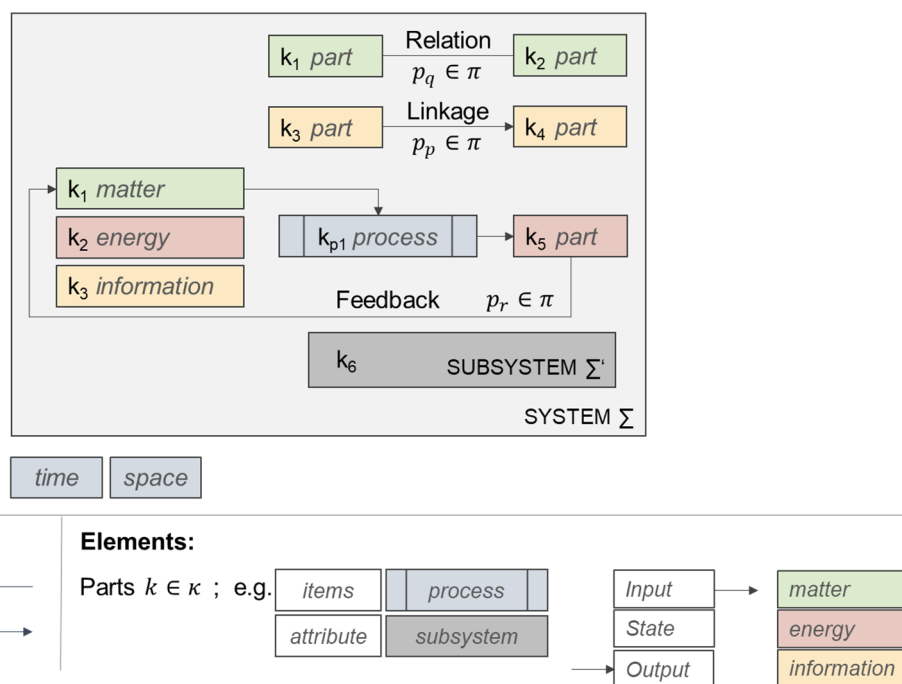 k₁ part Relation k₂ part
p_q ∈ π
k₃ part Linkage k₄ part
p_p ∈ π
k₁ matter
k₂ energy k_p1 process k₅ part
k₃ information
Feedback p_r ∈ π
k₆ SUBSYSTEM ∑‘
SYSTEM ∑
time space
Elements:
Parts k ∈ κ ; e.g. items process
attribute subsystem
Input matter
State energy
Output information